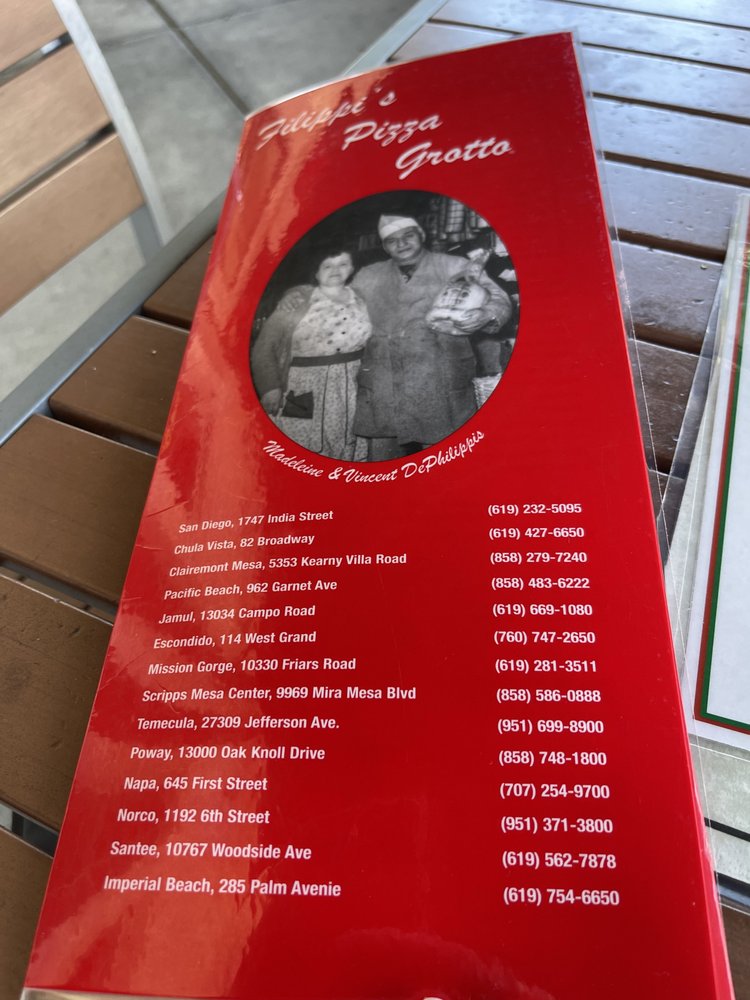 Filippi's
Pizza
Grotto
Madeleine & Vincent DePhilippis
San Diego, 1747 India Street (619) 232-5095
Chula Vista, 82 Broadway (619) 427-6650
Clairemont Mesa, 5353 Kearny Villa Road (858) 279-7240
Pacific Beach, 962 Garnet Ave (858) 483-6222
Jamul, 13034 Campo Road (619) 669-1080
Escondido, 114 West Grand (760) 747-2650
Mission Gorge, 10330 Friars Road (619) 281-3511
Scripps Mesa Center, 9969 Mira Mesa Blvd (858) 586-0888
Temecula, 27309 Jefferson Ave. (951) 699-8900
Poway, 13000 Oak Knoll Drive (858) 748-1800
Napa, 645 First Street (707) 254-9700
Norco, 1192 6th Street (951) 371-3800
Santee, 10767 Woodside Ave (619) 562-7878
Imperial Beach, 285 Palm Avenie (619) 754-6650